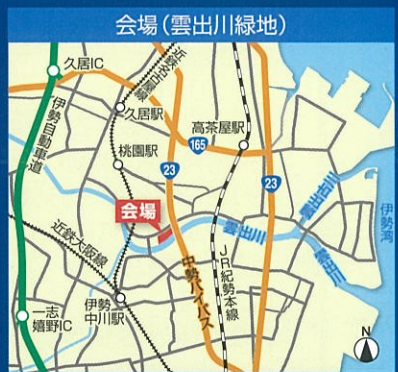 会場(雲出川緑地)
久居IC
近鉄名古屋線
久居駅
伊勢自動車道
高茶屋駅
165
桃園駅
23
23
会場
雲出古川
伊勢湾
雲出川
雲出川
近鉄大阪線
中勢バイパス
JR紀勢本線
伊勢
中川駅
一志
嬉野IC
N